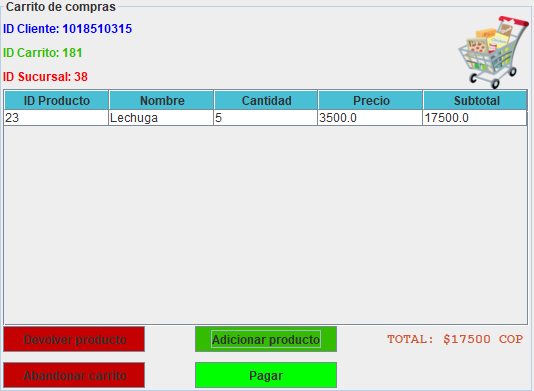 Carrito de compras
ID Cliente: 1018510315
ID Carrito: 181
ID Sucursal: 38
ID Producto Nombre Cantidad Precio Subtotal
23 Lechuga 5 3500.0 17500.0
Devolver producto Adicionar producto TOTAL: $17500 COP
Abandonar carrito Pagar